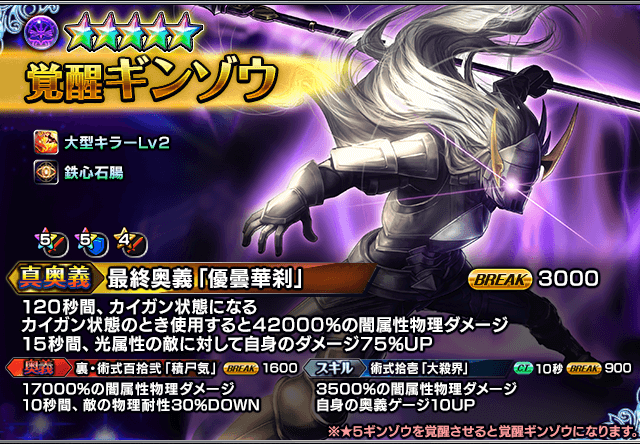 覚醒ギンゾウ
大型キラーLv2
鉄心石腸
5 5 4
真奥義 最終奥義「優曇華刹」 BREAK 3000
120秒間、カイガン状態になる
カイガン状態のとき使用すると42000%の闇属性物理ダメージ
15秒間、光属性の敵に対して自身のダメージ75%UP
奥義 裏・術式百拾弐「積尸気」 BREAK 1600
17000%の闇属性物理ダメージ
10秒間、敵の物理耐性30%DOWN
スキル 術式拾壱「大殺界」 C.T. 10秒 BREAK 900
3500%の闇属性物理ダメージ
自身の奥義ゲージ10UP
※★5ギンゾウを覚醒させると覚醒ギンゾウになります。